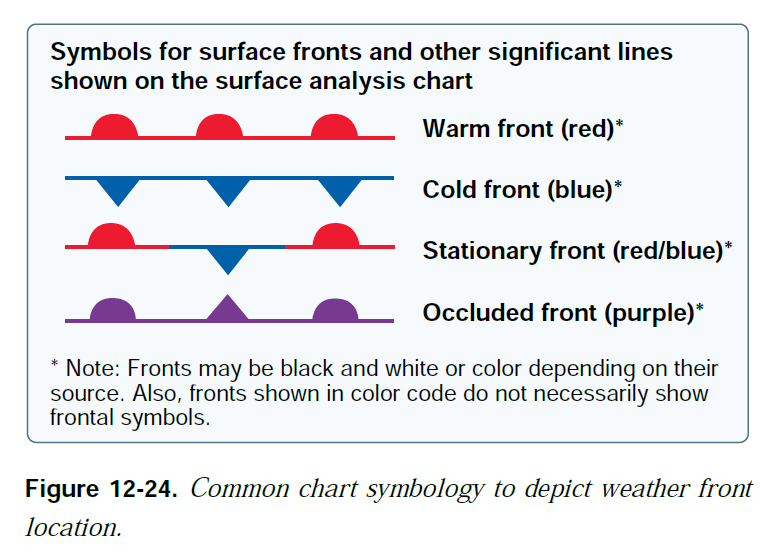 Symbols for surface fronts and other significant lines
shown on the surface analysis chart
Warm front (red)*
Cold front (blue)*
Stationary front (red/blue)*
Occluded front (purple)*
* Note: Fronts may be black and white or color depending on their
source. Also, fronts shown in color code do not necessarily show
frontal symbols.
Figure 12-24. Common chart symbology to depict weather front
location.